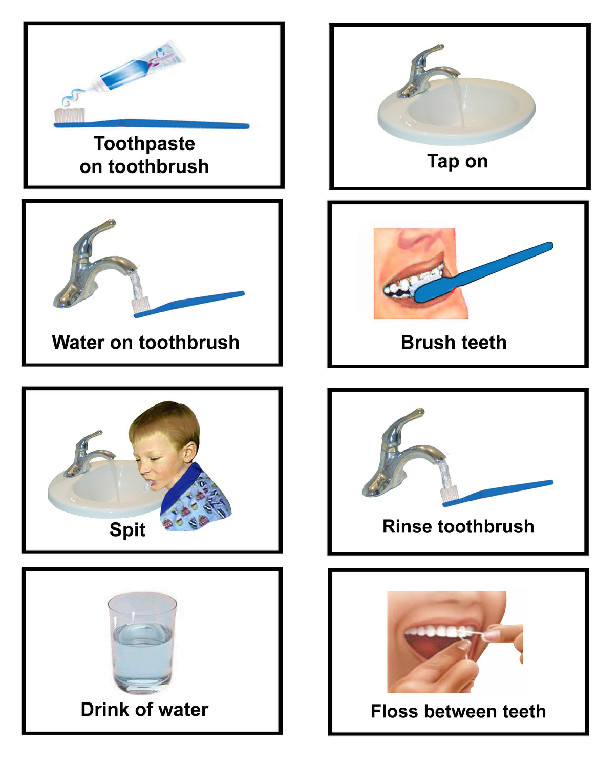 Toothpaste
on toothbrush
Tap on
Water on toothbrush
Brush teeth
Spit
Rinse toothbrush
Drink of water
Floss between teeth